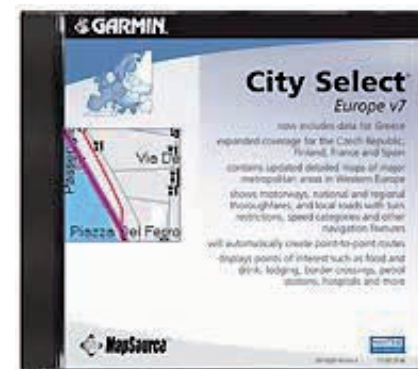 GARMIN.
City Select
Europe v7
now includes data for Greece
expanded coverage for the Czech Republic,
Finland, France and Spain
contains updated detailed maps of major
metropolitan areas in Western Europe
shows motorways, national and regional
thoroughfares, and local roads with turn
restrictions, speed categories and other
navigation features
will automatically create point-to-point routes
displays points of interest such as food and
drink, lodging, border crossings, petrol
stations, hospitals and more
Via De
Piazza Del Ferro
MapSource